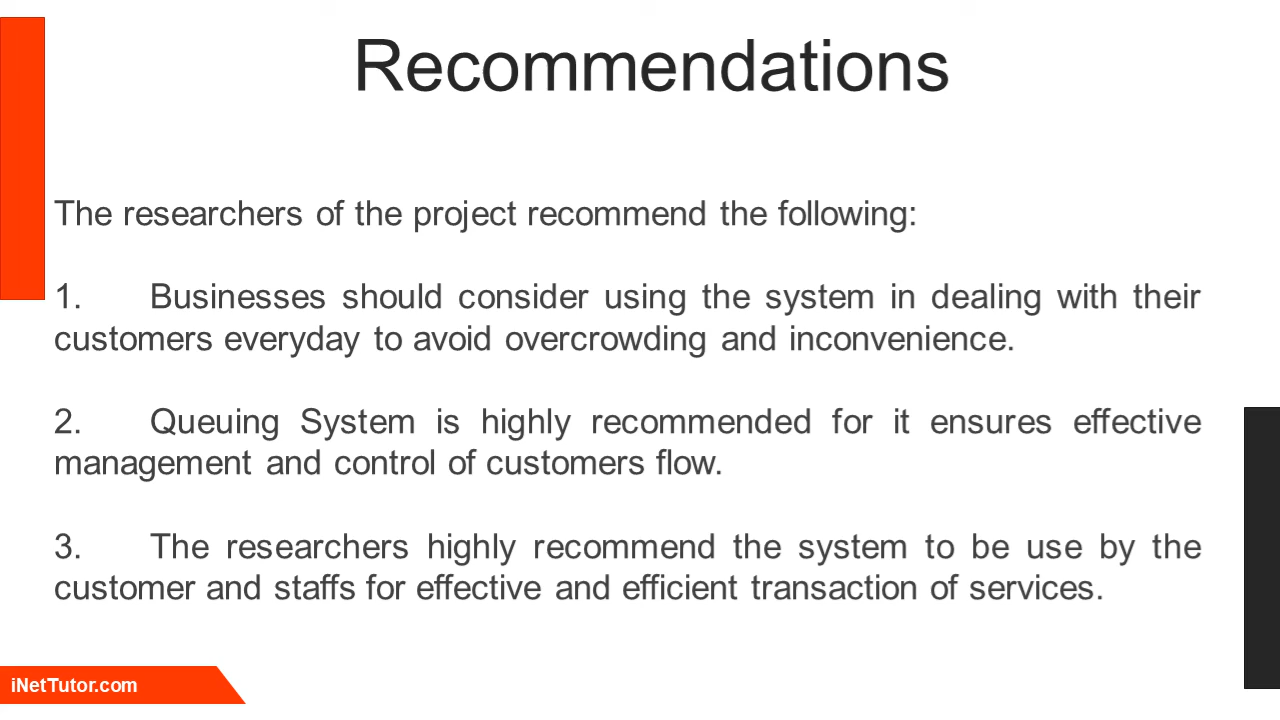 Recommendations
The researchers of the project recommend the following:
1. Businesses should consider using the system in dealing with their
customers everyday to avoid overcrowding and inconvenience.
2. Queuing System is highly recommended for it ensures effective
management and control of customers flow.
3. The researchers highly recommend the system to be use by the
customer and staffs for effective and efficient transaction of services.
iNetTutor.com